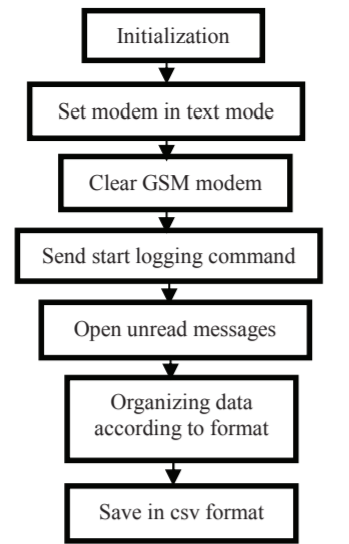 Initialization
Set modem in text mode
Clear GSM modem
Send start logging command
Open unread messages
Organizing data
according to format
Save in csv format